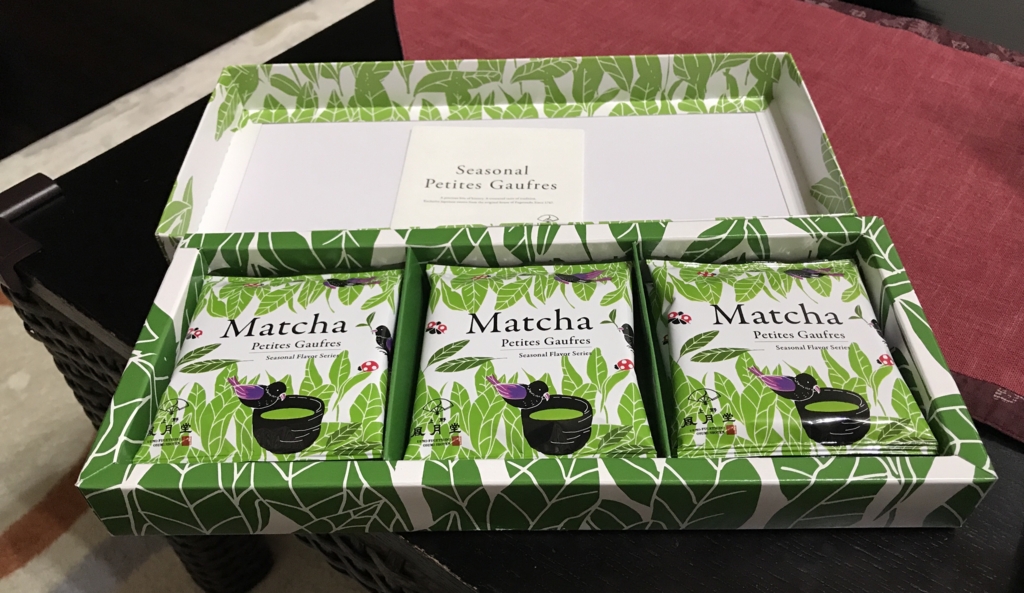 Seasonal
Petites Gaufres
Matcha
Petites Gaufres
Seasonal Flavor Series
風月堂
Matcha
Petites Gaufres
Seasonal Flavor Series
風月堂
Matcha
Petites Gaufres
Seasonal Flavor Series
風月堂